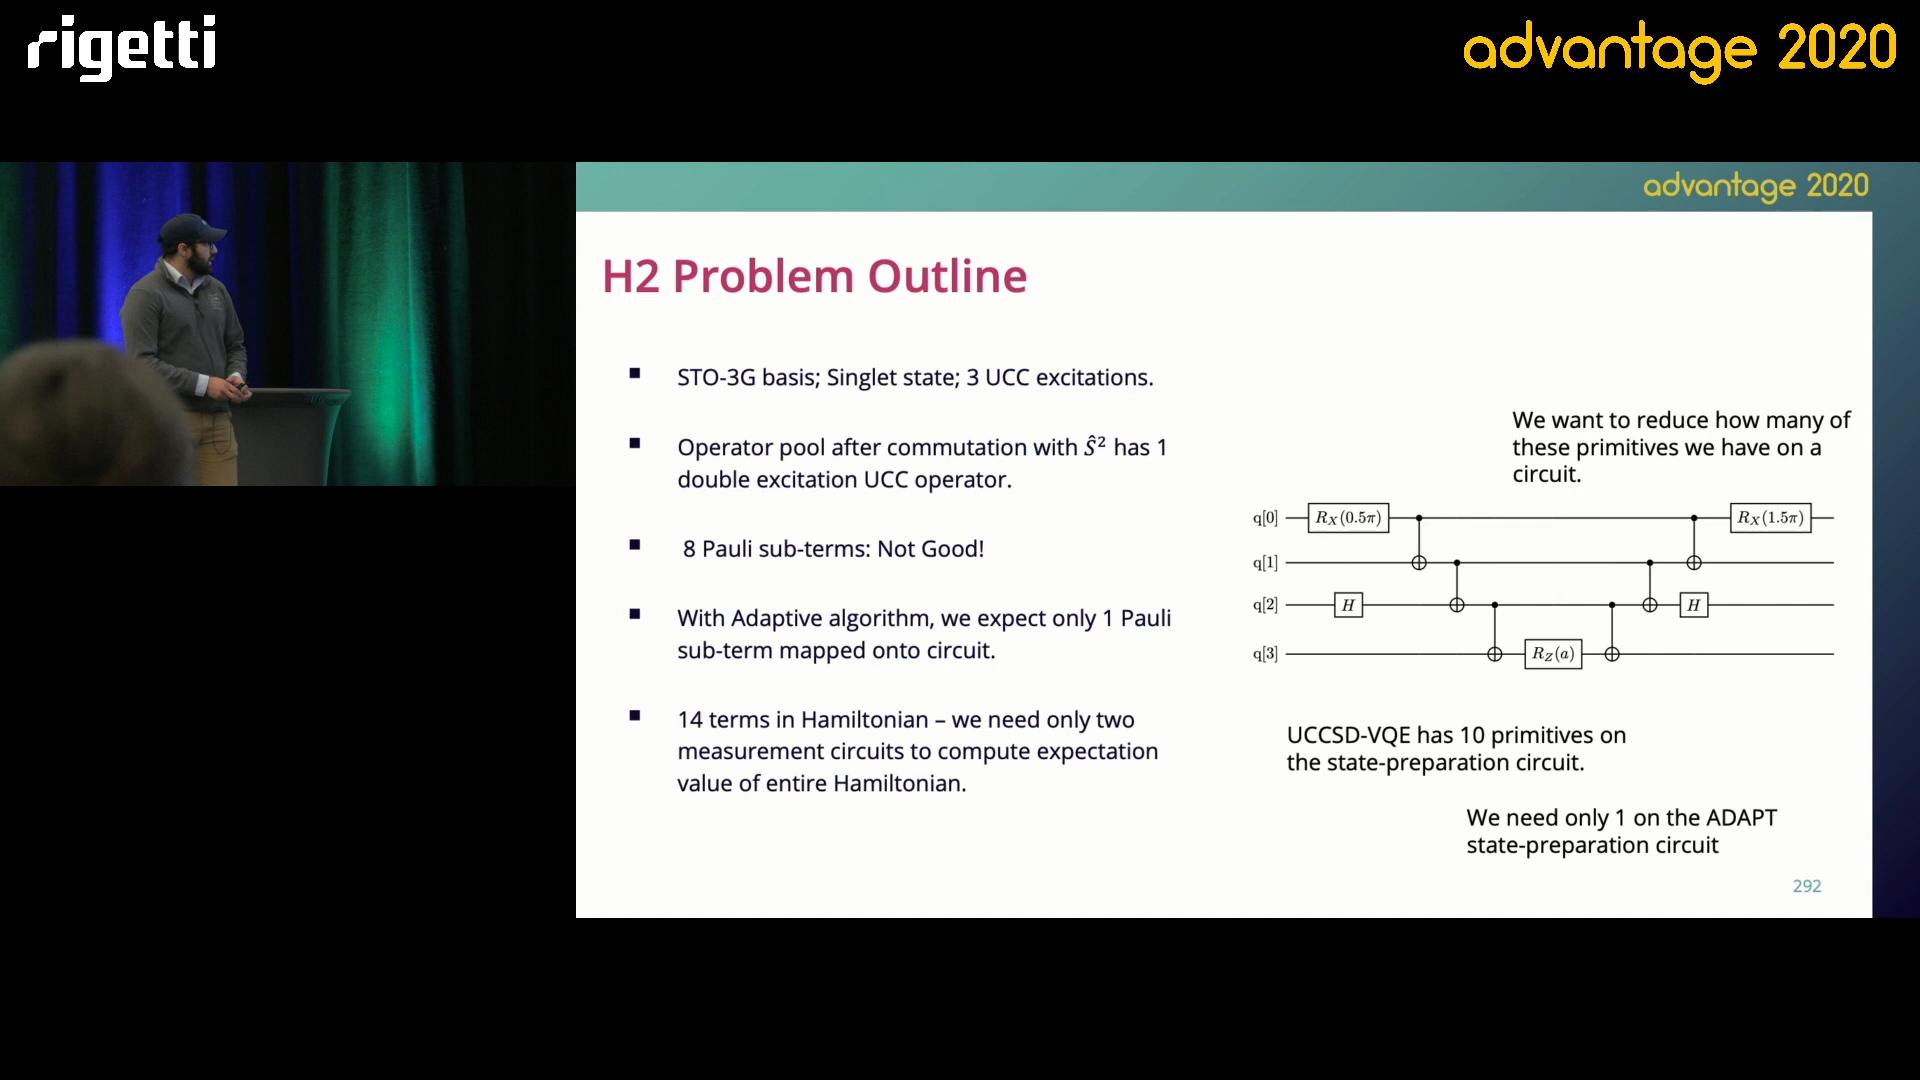 rigetti
advantage 2020
advantage 2020
H2 Problem Outline
STO-3G basis; Singlet state; 3 UCC excitations.
Operator pool after commutation with Ŝ² has 1
double excitation UCC operator.
8 Pauli sub-terms: Not Good!
With Adaptive algorithm, we expect only 1 Pauli
sub-term mapped onto circuit.
14 terms in Hamiltonian – we need only two
measurement circuits to compute expectation
value of entire Hamiltonian.
We want to reduce how many of
these primitives we have on a
circuit.
q[0] R_X(0.5π) R_X(1.5π)
q[1]
q[2] H H
q[3] R_Z(a)
UCCSD-VQE has 10 primitives on
the state-preparation circuit.
We need only 1 on the ADAPT
state-preparation circuit
292